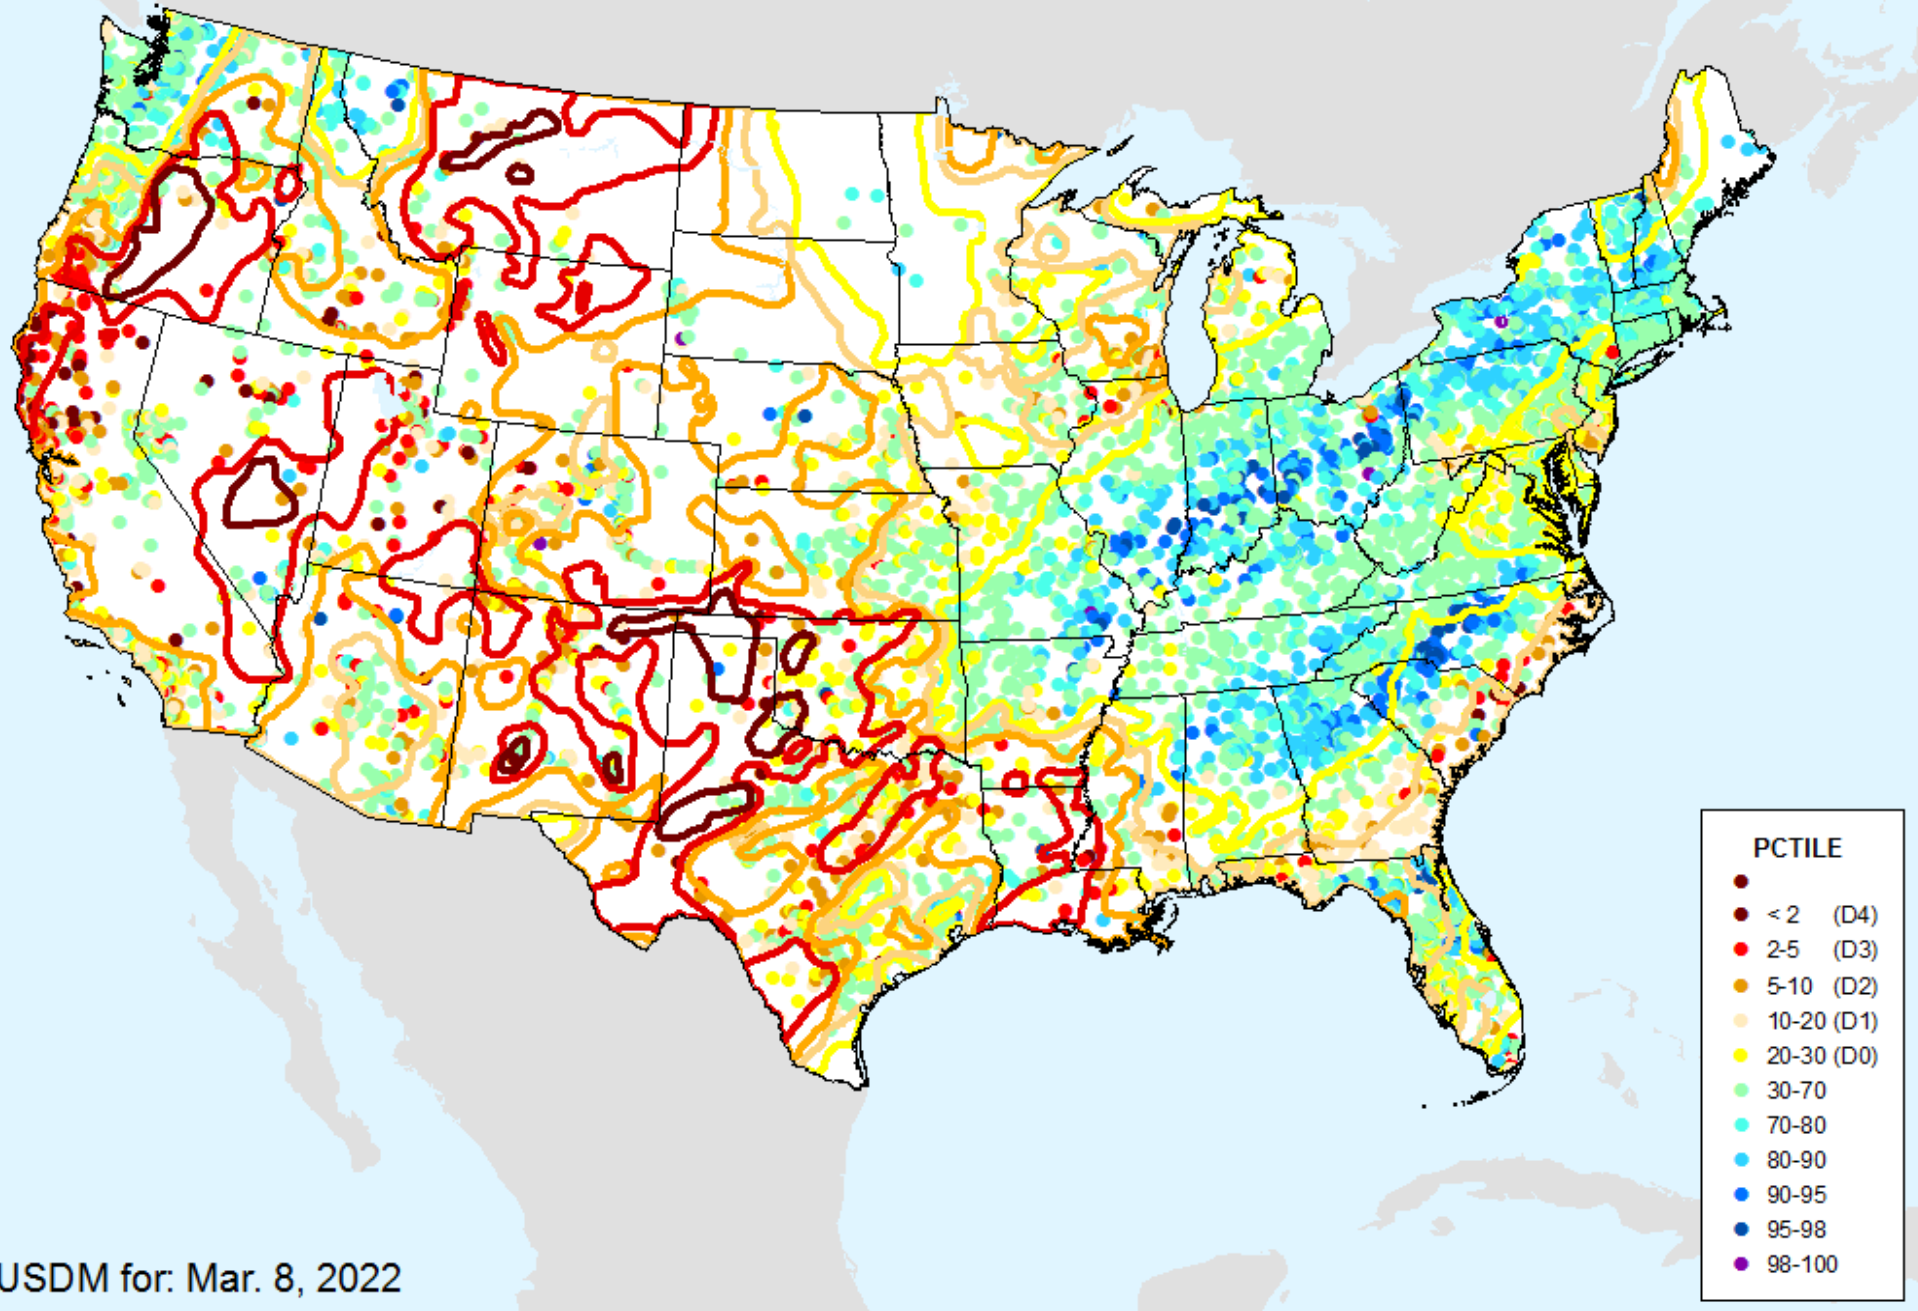 PCTILE
< 2 (D4)
2-5 (D3)
5-10 (D2)
10-20 (D1)
20-30 (D0)
30-70
70-80
80-90
90-95
95-98
98-100
USDM for: Mar. 8, 2022